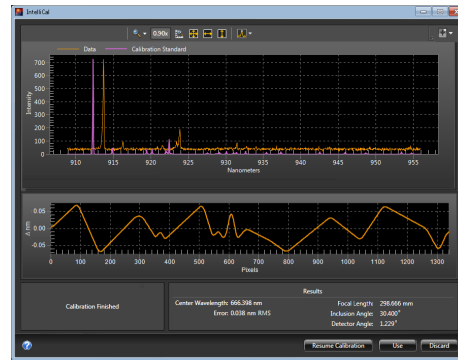 IntelliCal
0.90x
Data Calibration Standard
Intensity
700
600
500
400
300
200
100
0
910 915 920 925 930 935 940 945 950 955
Nanometers
Δ nm
0.05
0.00
-0.05
0 100 200 300 400 500 600 700 800 900 1000 1100 1200 1300
Pixels
Calibration Finished
Results
Center Wavelength: 666.398 nm Focal Length: 298.666 mm
Error: 0.038 nm RMS Inclusion Angle: 30.400°
Detector Angle: 1.229°
? Resume Calibration Use Discard